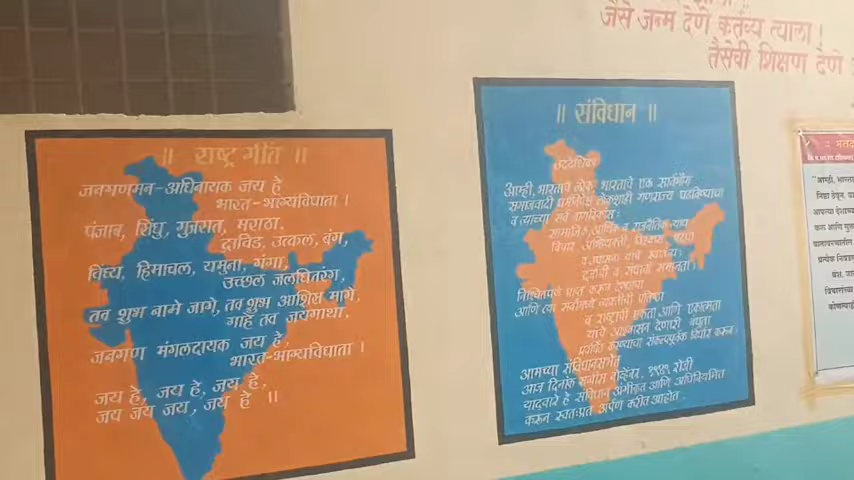 जैसे जन्म देणे कर्तव्य त्याला !
तैसेची शिक्षण देणे
॥ राष्ट्र गीत ॥
जनगणमन-अधिनायक जय हे
भारत-भाग्यविधाता ।
पंजाब, सिंधु, गुजरात, मराठा,
द्राविड, उत्कल, बंग,
विंध्य, हिमाचल, यमुना, गंगा,
उच्छल जलधितरंग,
तव शुभ नामे जागे, तव शुभ आशिस मागे,
गाहे तव जयगाथा,
जनगण मंगलदायक जय हे,
भारत-भाग्यविधाता ।
जय हे, जय हे, जय हे,
जय जय जय, जय हे ॥
॥ संविधान ॥
उद्देशिका
आम्ही, भारताचे लोक, भारताचे एक सार्वभौम
समाजवादी धर्मनिरपेक्ष लोकशाही गणराज्य घडविण्याचा
व त्याच्या सर्व नागरिकांस:
सामाजिक, आर्थिक व राजनैतिक न्याय
विचार, अभिव्यक्ती, विश्वास, श्रद्धा
व उपासना यांचे स्वातंत्र्य;
दर्जाची व संधीची समानता;
निश्चितपणे प्राप्त करून देण्याचा
आणि त्या सर्वांमध्ये व्यक्तीची प्रतिष्ठा
व राष्ट्राची एकता आणि एकात्मता
यांचे आश्वासन देणारी बंधुता
प्रवर्धित करण्याचा संकल्पपूर्वक निर्धार करून;
आमच्या संविधानसभेत
आज दिनांक सव्वीस नोव्हेंबर, १९४९ रोजी
याद्वारे हे संविधान अंगीकृत आणि अधिनियमित
करून स्वतःप्रत अर्पण करीत आहोत.
"आम्ही, भारता